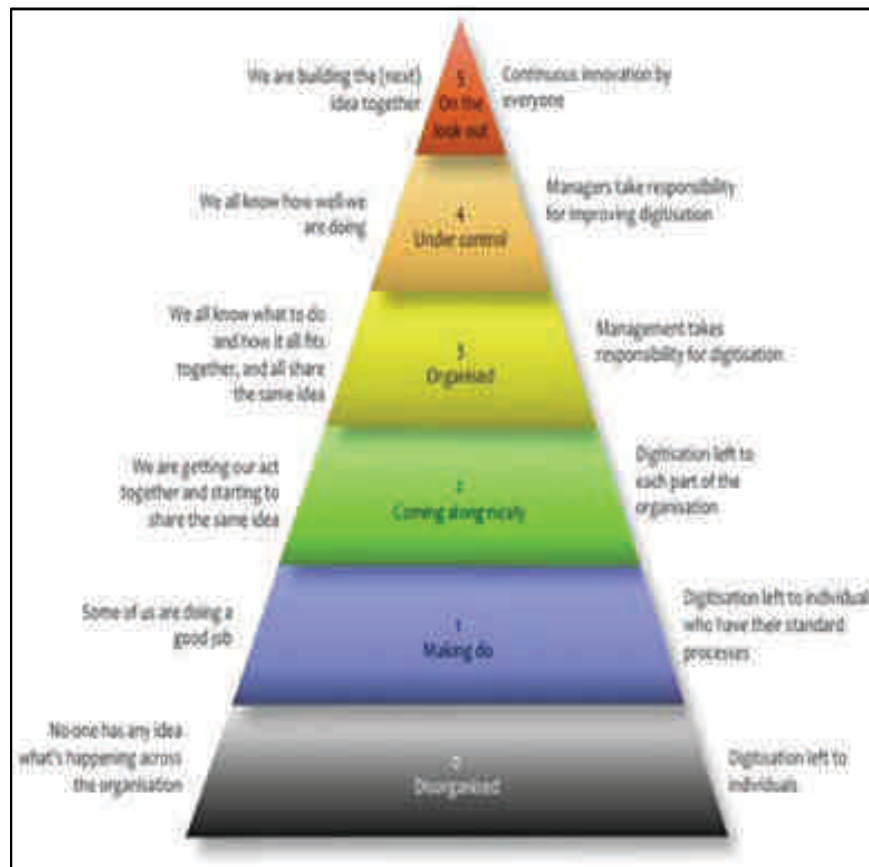 We are building the (next)
idea together
5
On the
look out
Continuous innovation by
everyone
We all know how well we
are doing
4
Under control
Managers take responsibility
for improving digitisation
We all know what to do
and how it all fits
together, and all share
the same idea
3
Organised
Management takes
responsibility for digitisation
We are getting our act
together and starting to
share the same idea
2
Coming along nicely
Digitisation left to
each part of the
organisation
Some of us are doing a
good job
1
Making do
Digitisation left to individual
who have their standard
processes
No-one has any idea
what's happening across
the organisation
0
Disorganised
Digitisation left to
individuals